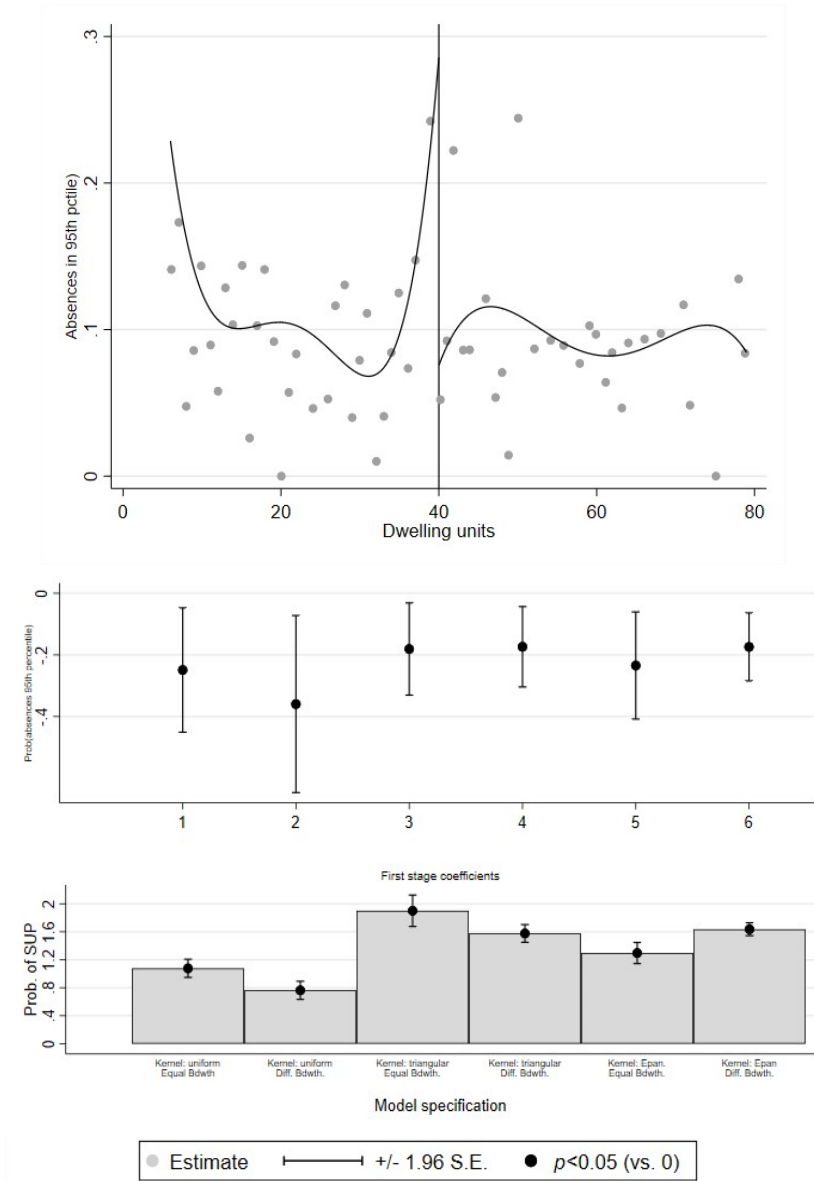 .3
.2
.1
0
Absences in 95th pctile)
0 20 40 60 80
Dwelling units
0
-.2
-.4
Prob(absences 95th percentile)
1 2 3 4 5 6
First stage coefficients
2
1.6
1.2
.8
.4
0
Prob. of SUP
Kernel: uniform Kernel: uniform Kernel: triangular Kernel: triangular Kernel: Epan. Kernel: Epan
Equal Bdwth Diff. Bdwth. Equal Bdwth. Diff. Bdwth. Equal Bdwth. Diff. Bdwth.
Model specification
Estimate +/- 1.96 S.E. p<0.05 (vs. 0)